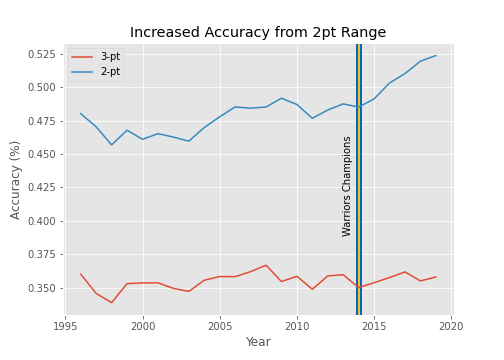 Increased Accuracy from 2pt Range
3-pt
2-pt
Accuracy (%)
0.525
0.500
0.475
0.450
0.425
0.400
0.375
0.350
Warriors Champions
1995 2000 2005 2010 2015 2020
Year